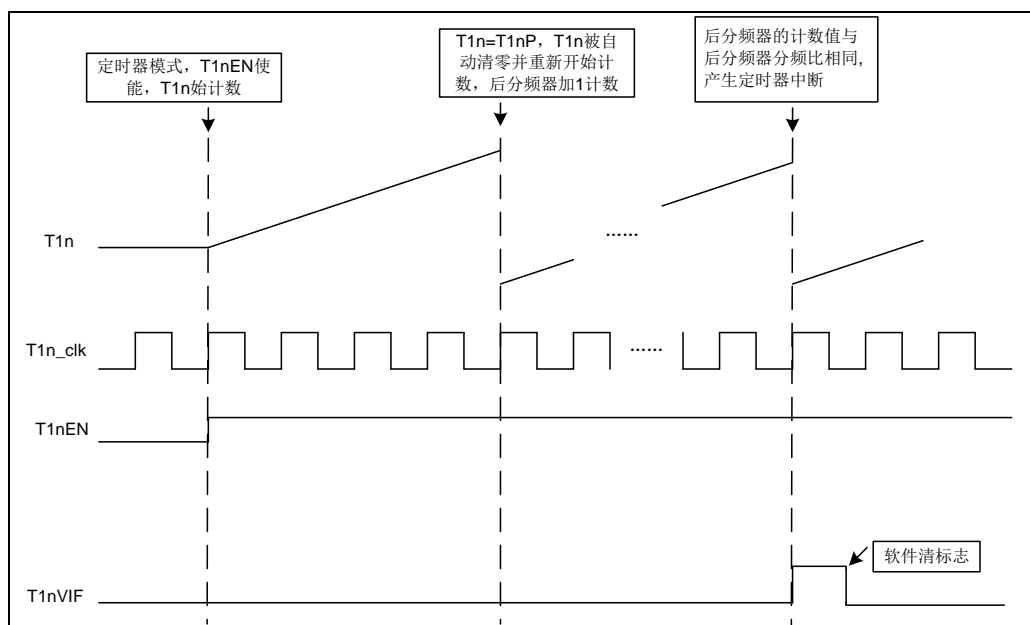 定时器模式，T1nEN使
能，T1n始计数
T1n=T1nP，T1n被自
动清零并重新开始计
数，后分频器加1计数
后分频器的计数值与
后分频器分频比相同,
产生定时器中断
T1n
......
T1n_clk
......
T1nEN
软件清标志
T1nVIF